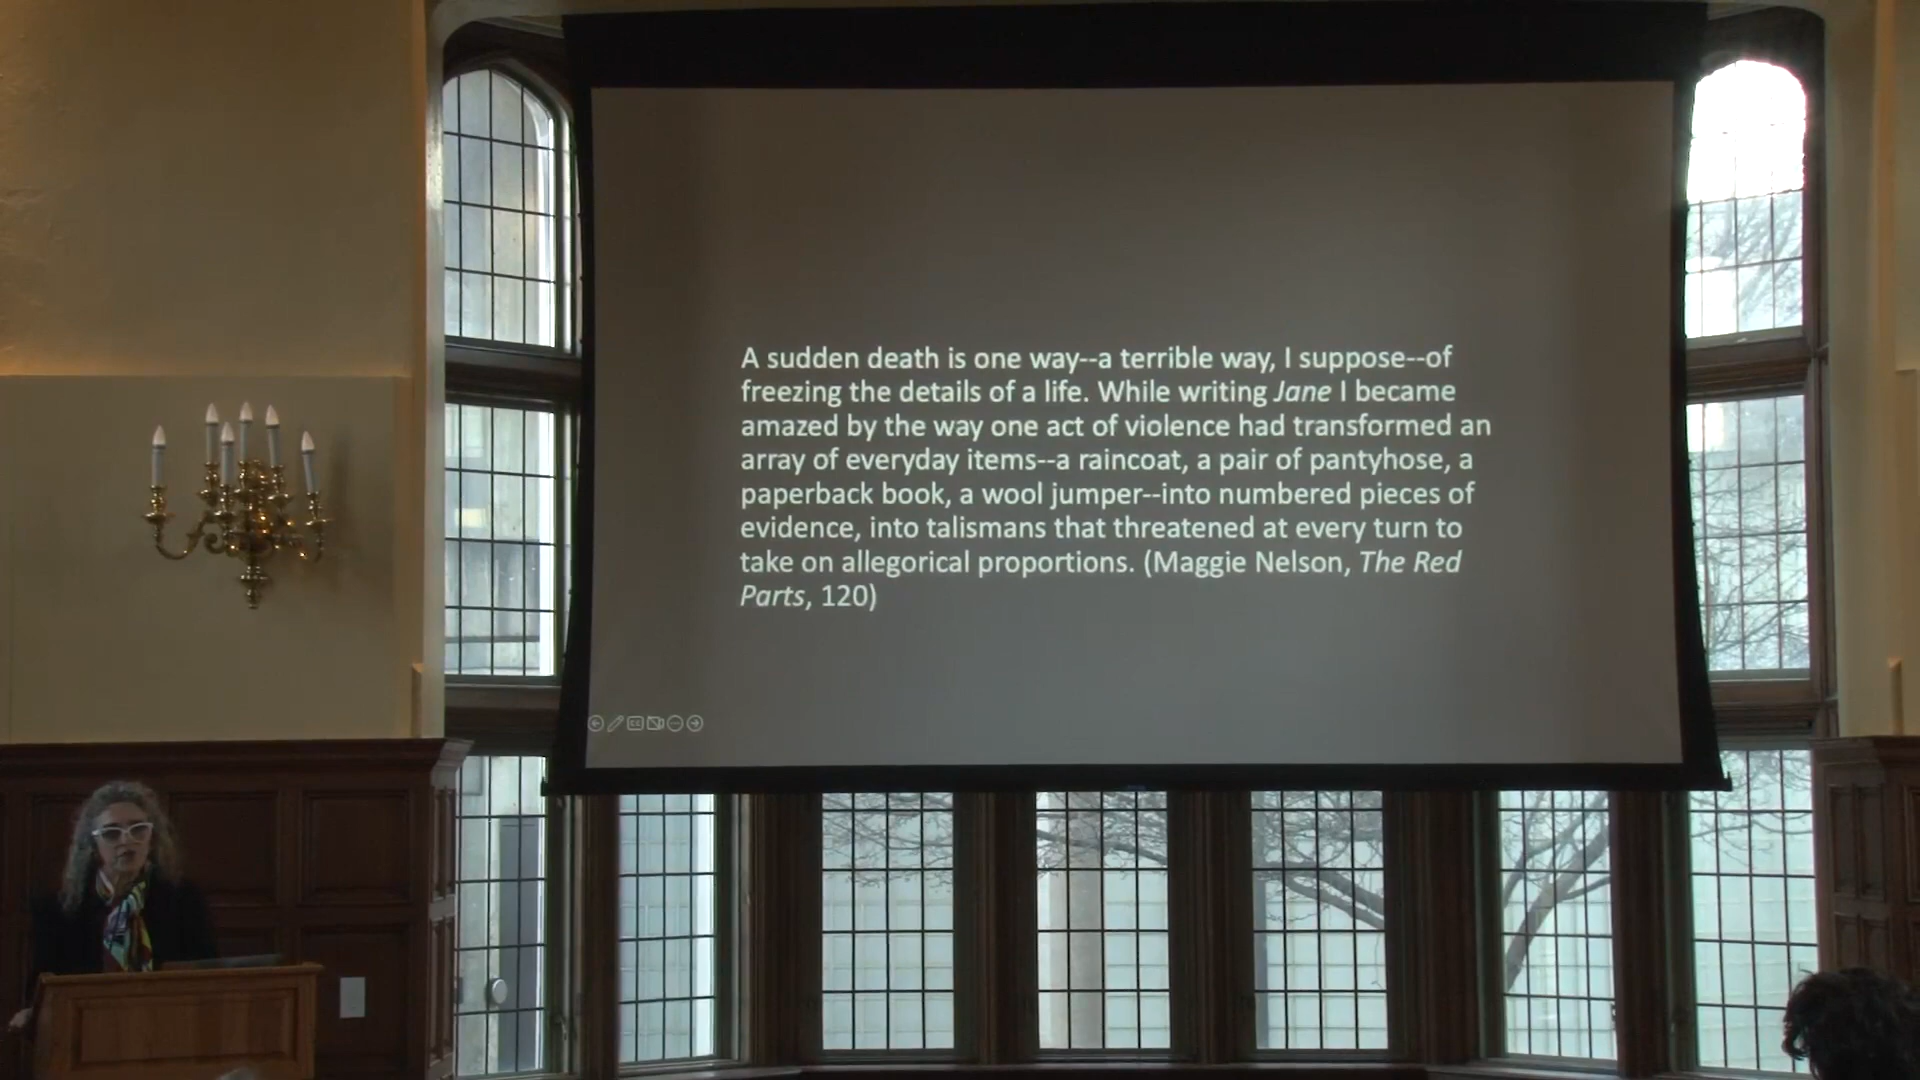 A sudden death is one way--a terrible way, I suppose--of
freezing the details of a life. While writing Jane I became
amazed by the way one act of violence had transformed an
array of everyday items--a raincoat, a pair of pantyhose, a
paperback book, a wool jumper--into numbered pieces of
evidence, into talismans that threatened at every turn to
take on allegorical proportions. (Maggie Nelson, The Red
Parts, 120)